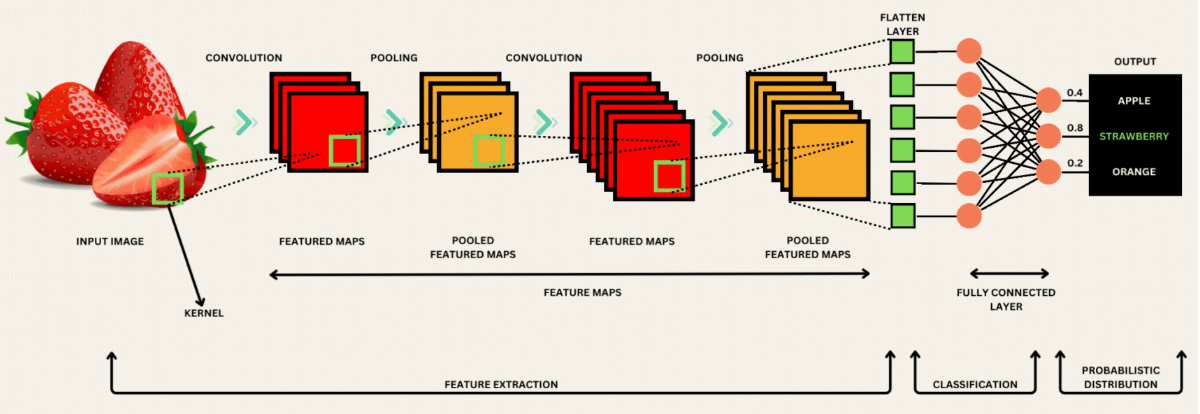 FLATTEN
LAYER
CONVOLUTION
POOLING
CONVOLUTION
POOLING
OUTPUT
0.4
APPLE
0.8
STRAWBERRY
0.2
ORANGE
INPUT IMAGE
FEATURED MAPS
POOLED
FEATURED MAPS
FEATURED MAPS
POOLED
FEATURED MAPS
FEATURE MAPS
FULLY CONNECTED
LAYER
KERNEL
FEATURE EXTRACTION
CLASSIFICATION
PROBABILISTIC
DISTRIBUTION